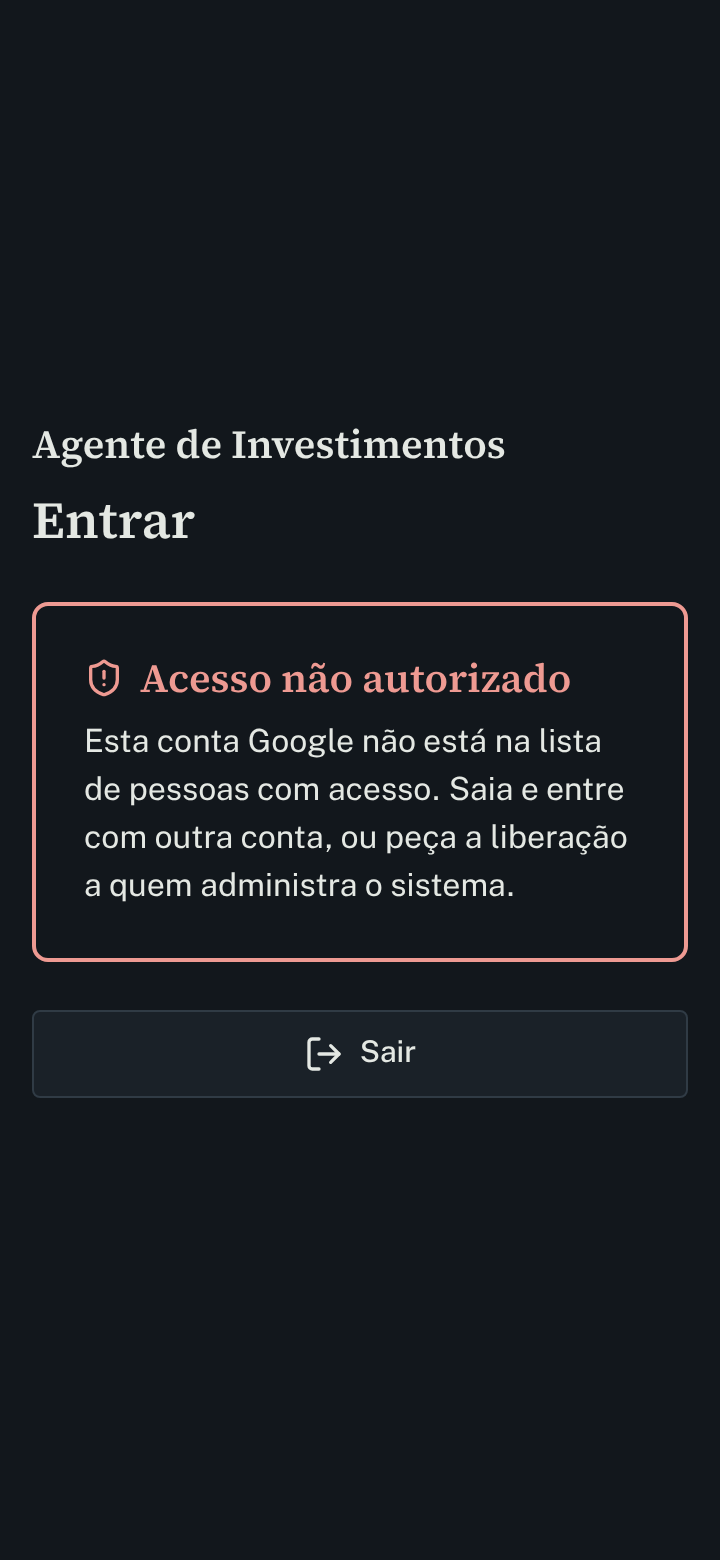 Agente de Investimentos
Entrar
Acesso não autorizado
Esta conta Google não está na lista
de pessoas com acesso. Saia e entre
com outra conta, ou peça a liberação
a quem administra o sistema.
Sair